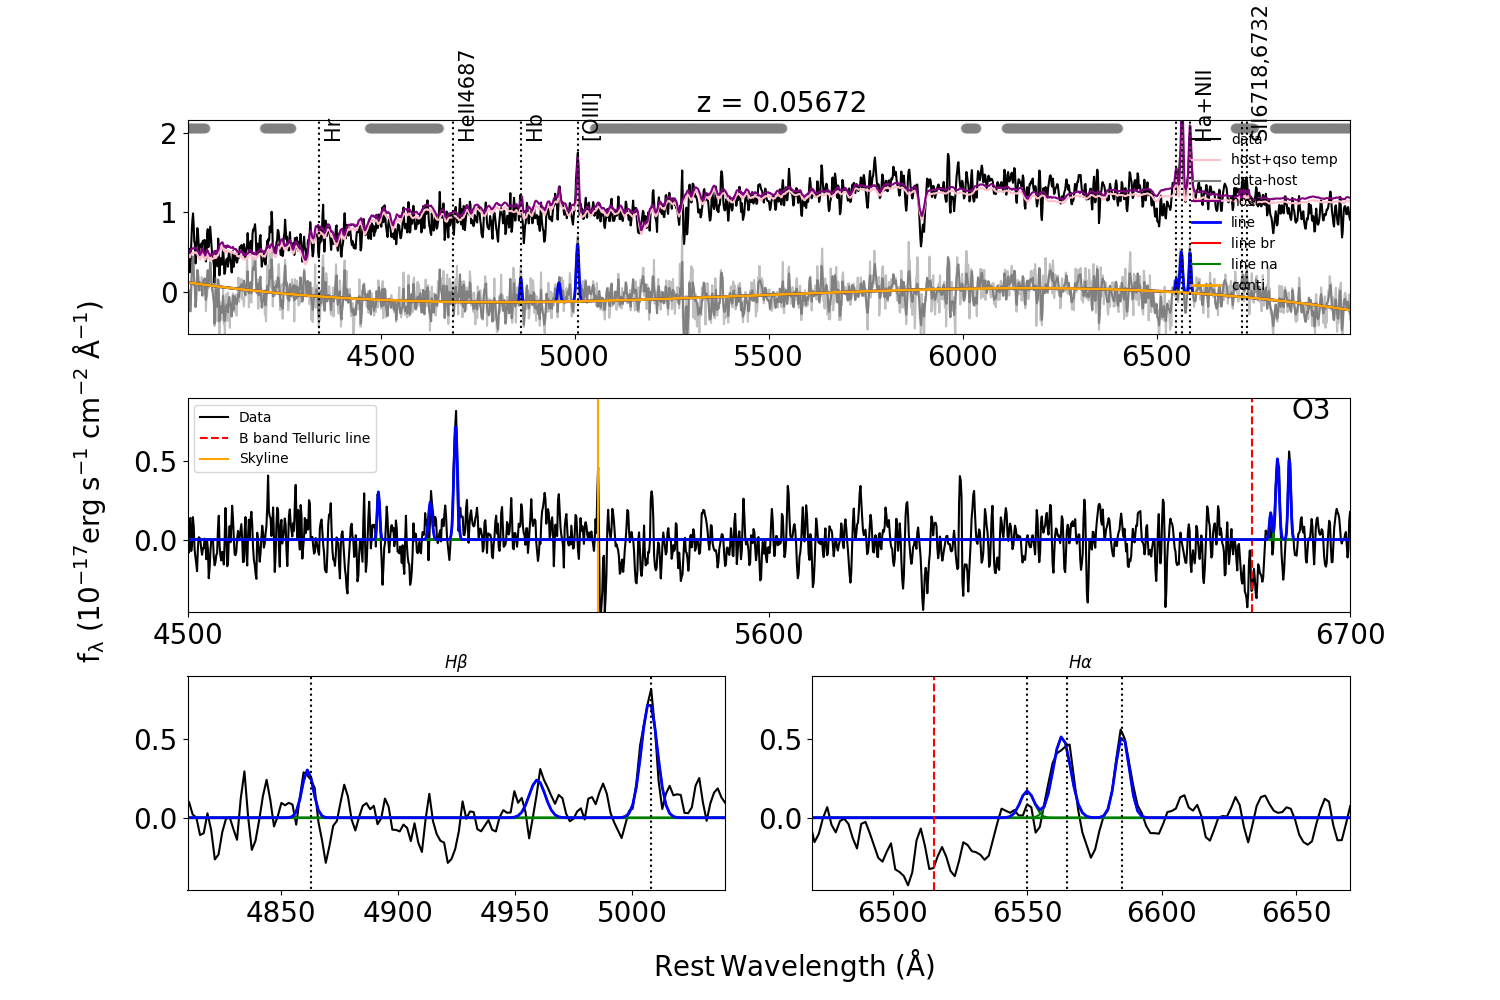 z = 0.05672
Hr
HeII4687
Hb
[OIII]
Ha+NII
SII6718,6732
2
1
0
data
host+qso temp
data-host
host
line
line br
line na
conti
4500
5000
5500
6000
6500
fλ (10⁻¹⁷erg s⁻¹ cm⁻² Å⁻¹)
Data
B band Telluric line
Skyline
O3
0.5
0.0
4500
5600
6700
Hβ
0.5
0.0
4850
4900
4950
5000
Hα
0.5
0.0
6500
6550
6600
6650
Rest Wavelength (Å)